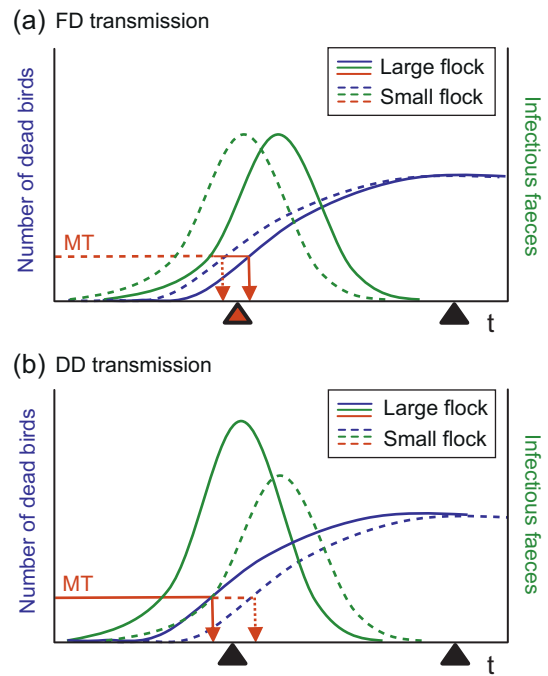 (a) FD transmission
Number of dead birds
Large flock
Small flock
Infectious faeces
MT
t
(b) DD transmission
Number of dead birds
Large flock
Small flock
Infectious faeces
MT
t